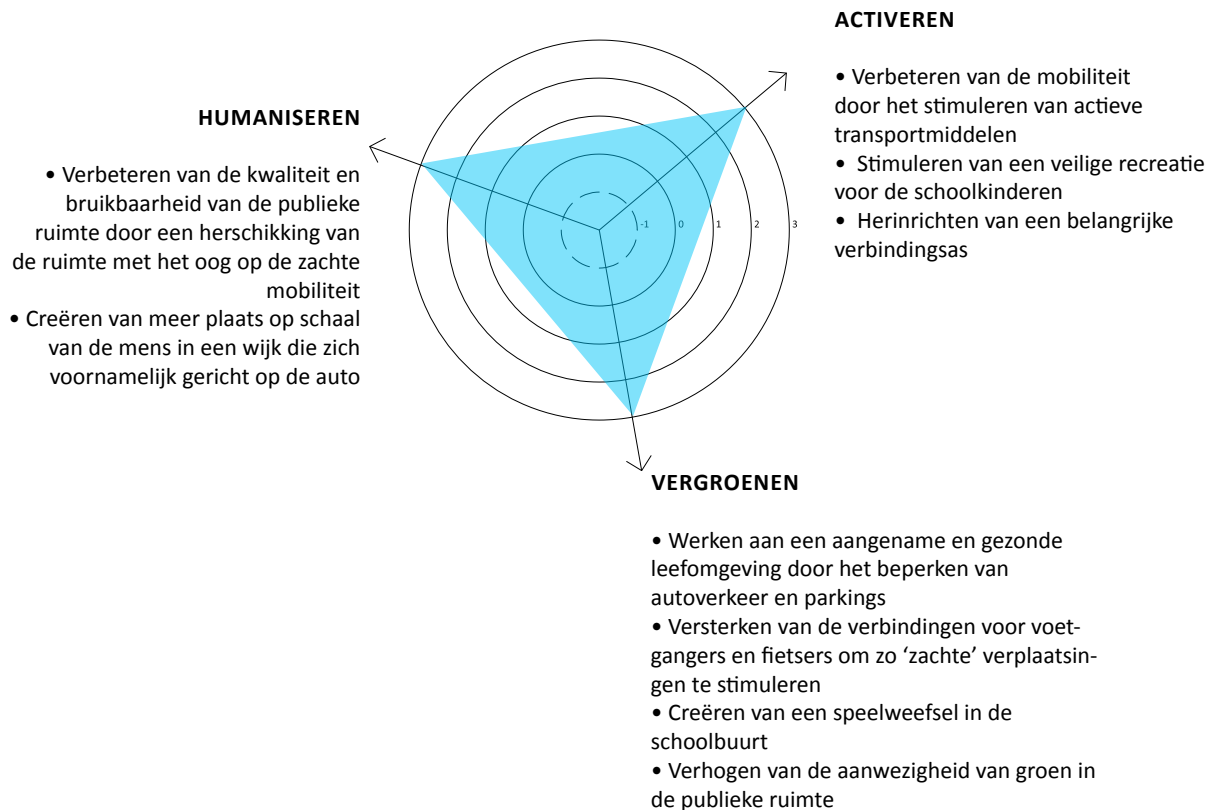 ACTIVEREN
• Verbeteren van de mobiliteit
door het stimuleren van actieve
transportmiddelen
•  Stimuleren van een veilige recreatie
voor de schoolkinderen
•  Herinrichten van een belangrijke
verbindingsas
HUMANISEREN
• Verbeteren van de kwaliteit en
bruikbaarheid van de publieke
ruimte door een herschikking van
de ruimte met het oog op de zachte
mobiliteit
• Creëren van meer plaats op schaal
van de mens in een wijk die zich
voornamelijk gericht op de auto
-1 0 1 2 3
VERGROENEN
• Werken aan een aangename en gezonde
leefomgeving door het beperken van
autoverkeer en parkings
• Versterken van de verbindingen voor voet-
gangers en fietsers om zo ‘zachte’ verplaatsin-
gen te stimuleren
• Creëren van een speelweefsel in de
schoolbuurt
• Verhogen van de aanwezigheid van groen in
de publieke ruimte